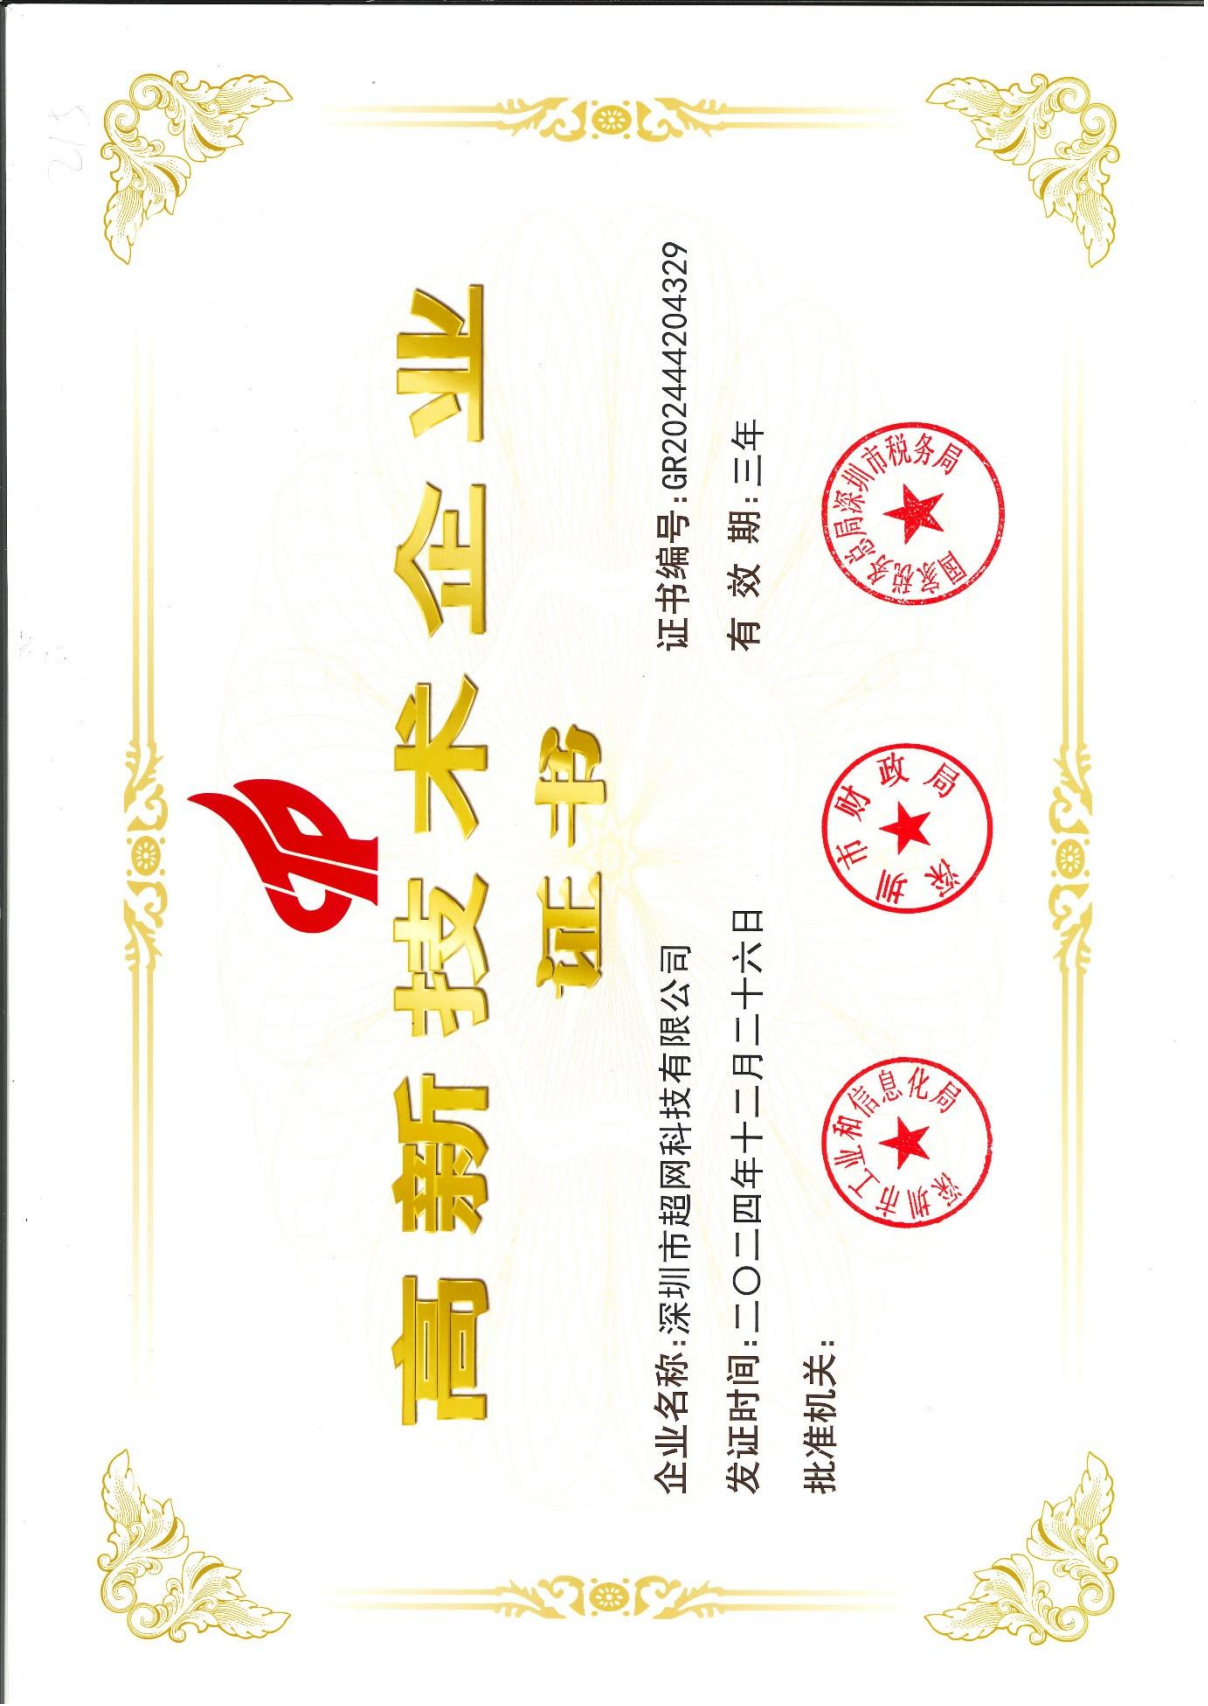 高新技术企业
证书
企业名称:深圳市超网科技有限公司
证书编号:GR202444204329
发证时间:二〇二四年十二月二十六日
有效期:三年
批准机关:
深圳市工业和信息化局
深圳市财政局
国家税务总局深圳市税务局